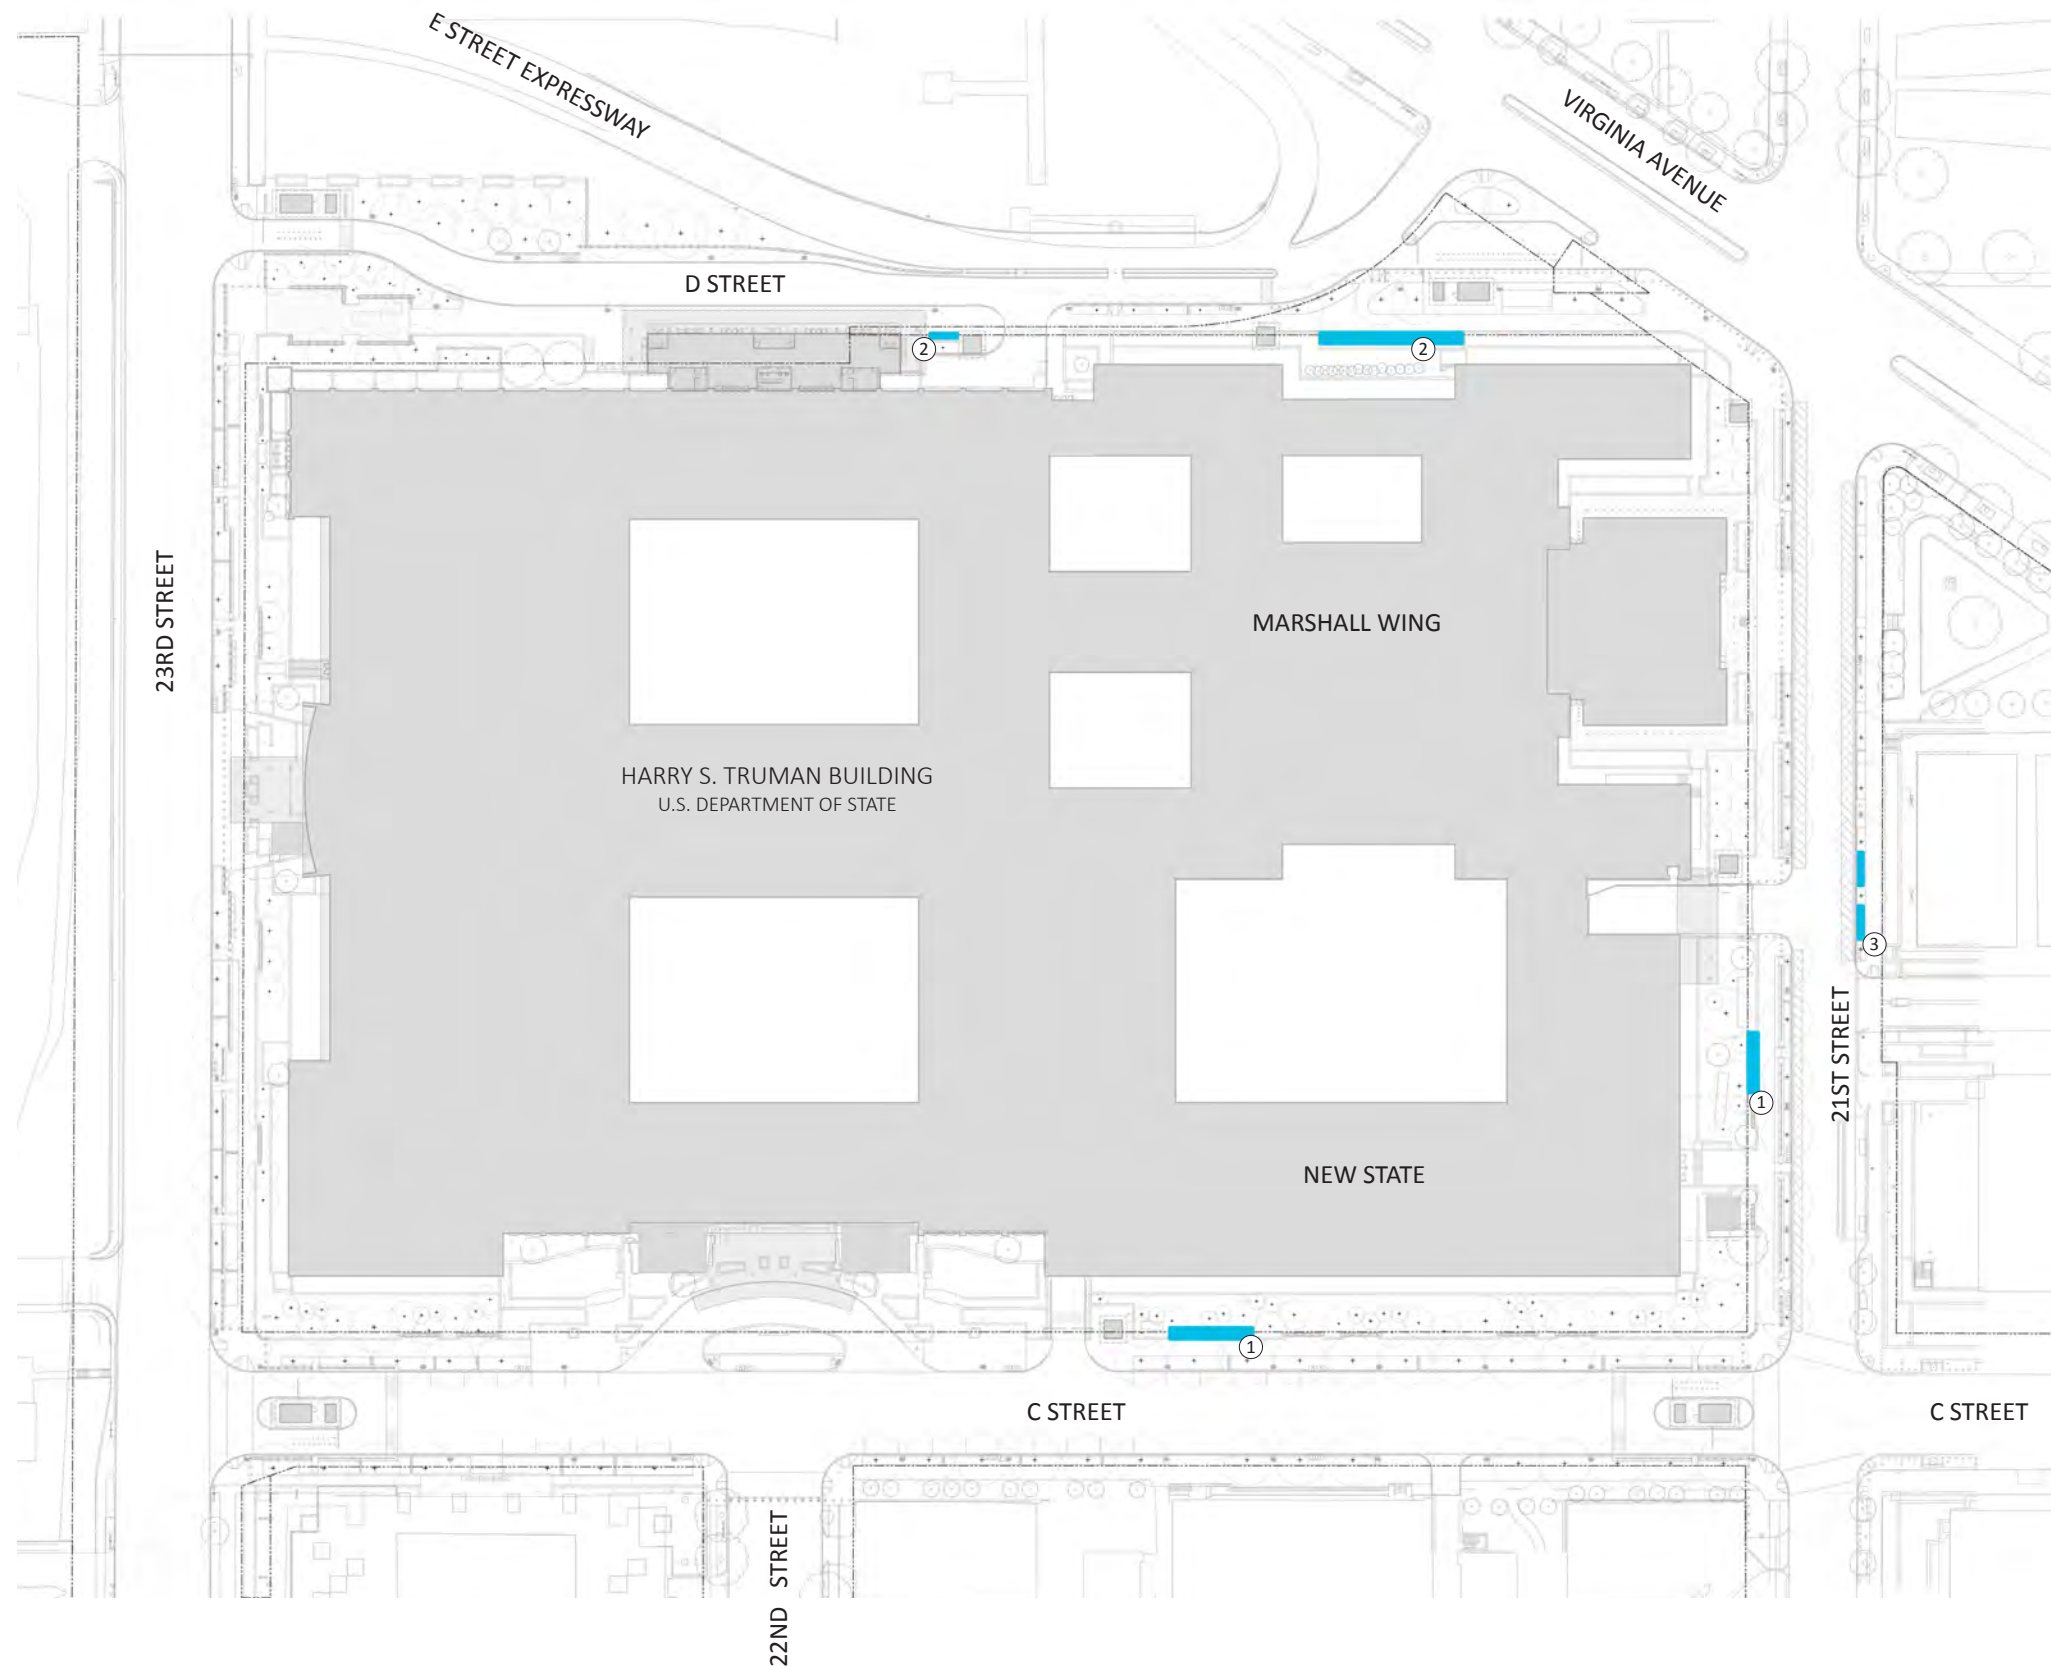 E STREET EXPRESSWAY
VIRGINIA AVENUE
D STREET
2
2
23RD STREET
MARSHALL WING
HARRY S. TRUMAN BUILDING
U.S. DEPARTMENT OF STATE
3
21ST STREET
1
NEW STATE
1
C STREET
C STREET
22ND STREET